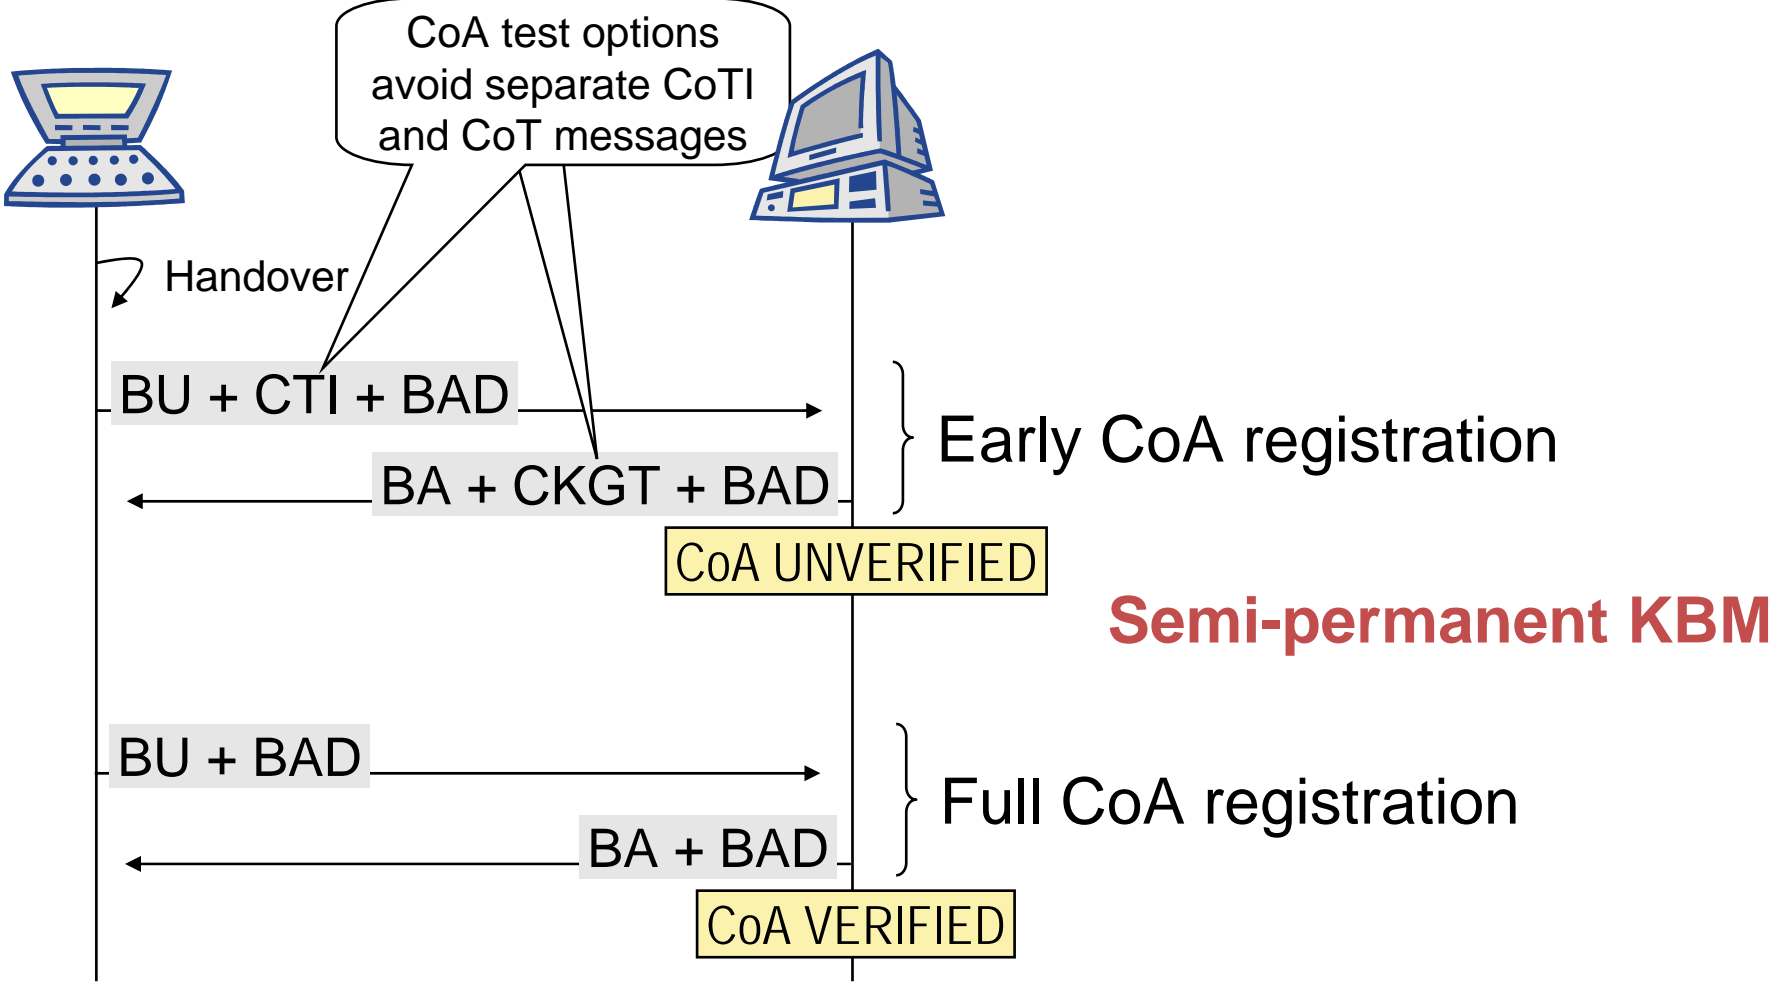 CoA test options
avoid separate CoTI
and CoT messages
Handover
BU + CTI + BAD
Early CoA registration
BA + CKGT + BAD
CoA UNVERIFIED
Semi-permanent KBM
BU + BAD
Full CoA registration
BA + BAD
CoA VERIFIED